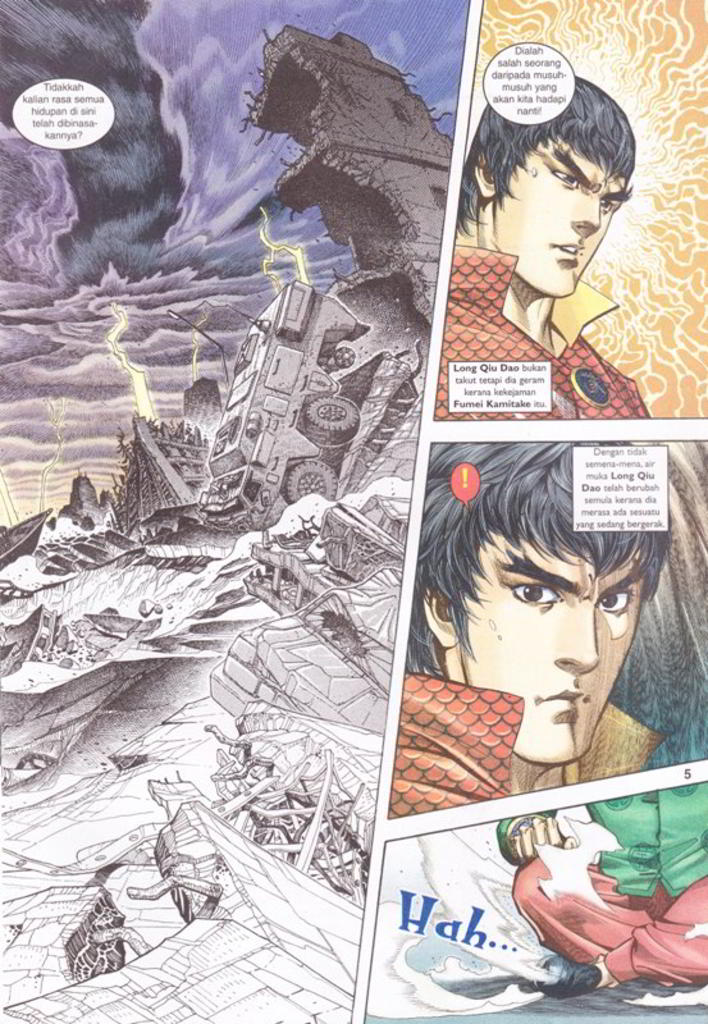 Tidakkah
kalian rasa semua
hidupan di sini
telah dibinasa-
kannya?
Dialah
salah seorang
daripada musuh-
musuh yang
akan kita hadapi
nanti!
Long Qiu Dao bukan
takut tetapi dia geram
kerana kekejaman
Fumei Kamitake itu.
Dengan tidak
semena-mena, air
muka Long Qiu
Dao telah berubah
semula kerana dia
merasa ada sesuatu
yang sedang bergerak.
!
5
Hah...